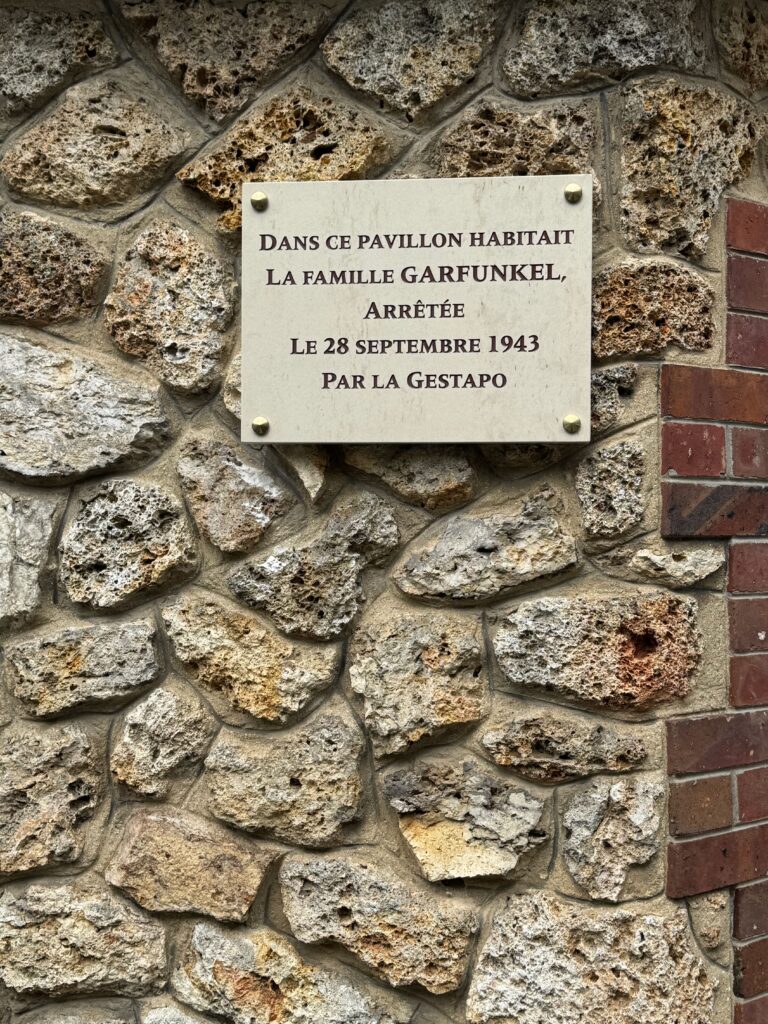 Dans ce pavillon habitait
La famille GARFUNKEL,
Arrêtée
Le 28 septembre 1943
Par la Gestapo